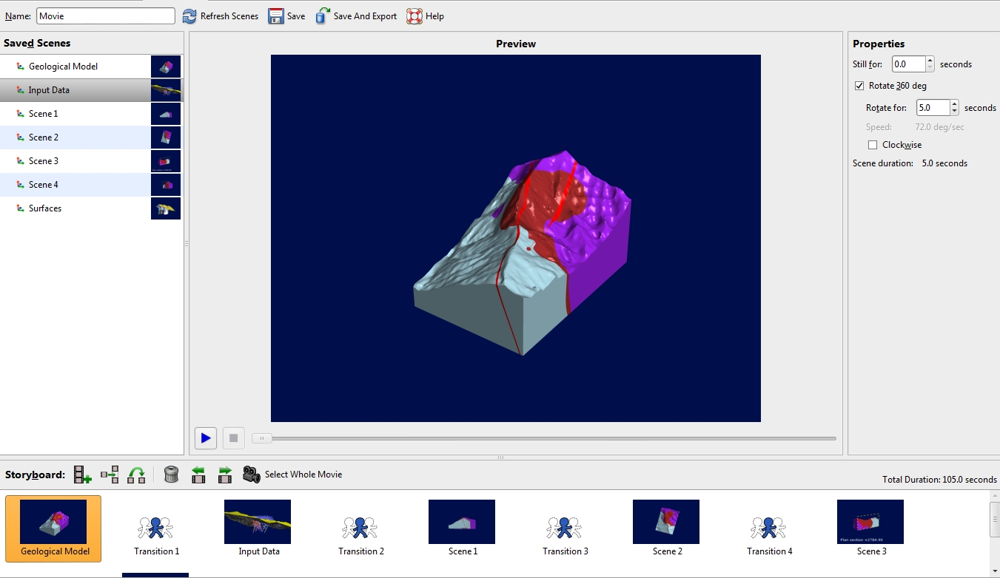 Name: Movie Refresh Scenes Save Save And Export Help
Saved Scenes
Geological Model
Input Data
Scene 1
Scene 2
Scene 3
Scene 4
Surfaces
Preview
Properties
Still for: 0.0 seconds
Rotate 360 deg
Rotate for: 5.0 seconds
Speed: 72.0 deg/sec
Clockwise
Scene duration: 5.0 seconds
Storyboard: Select Whole Movie
Total Duration: 105.0 seconds
Plan section +2784.90
Geological Model Transition 1 Input Data Transition 2 Scene 1 Transition 3 Scene 2 Transition 4 Scene 3